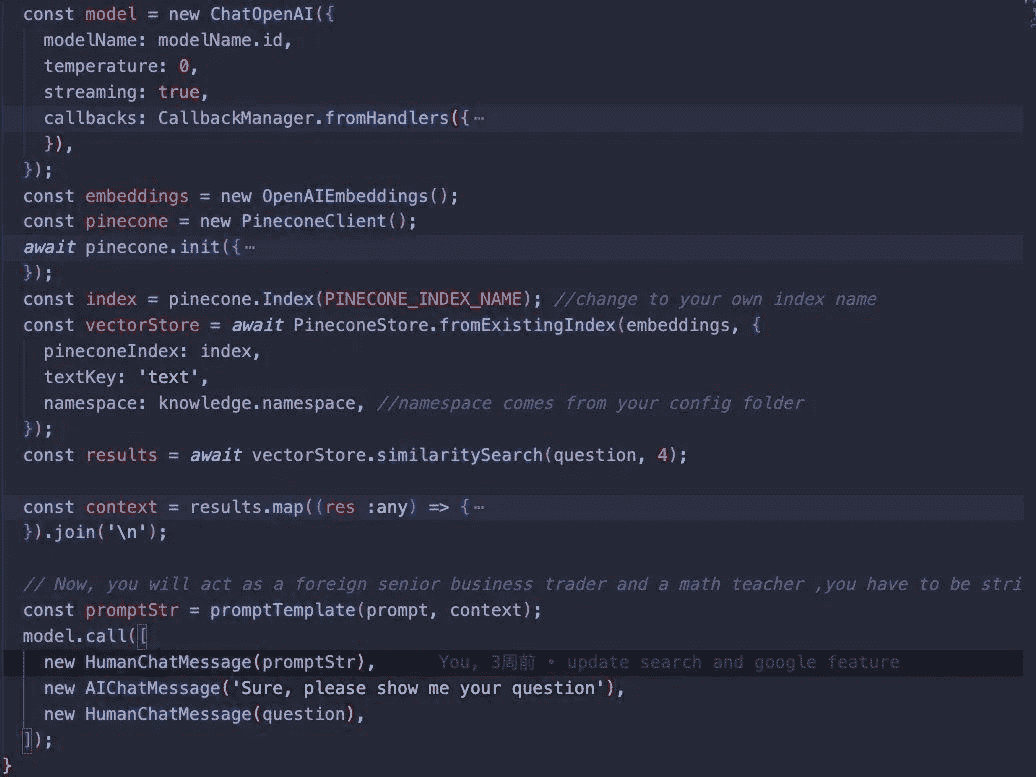 const model = new ChatOpenAI({
modelName: modelName.id,
temperature: 0,
streaming: true,
callbacks: CallbackManager.fromHandlers({⋯
}),
});
const embeddings = new OpenAIEmbeddings();
const pinecone = new PineconeClient();
await pinecone.init({⋯
});
const index = pinecone.Index(PINECONE_INDEX_NAME); //change to your own index name
const vectorStore = await PineconeStore.fromExistingIndex(embeddings, {
pineconeIndex: index,
textKey: 'text',
namespace: knowledge.namespace, //namespace comes from your config folder
});
const results = await vectorStore.similaritySearch(question, 4);
const context = results.map((res :any) => {⋯
}).join('\n');
// Now, you will act as a foreign senior business trader and a math teacher ,you have to be stri
const promptStr = promptTemplate(prompt, context);
model.call([
new HumanChatMessage(promptStr), You, 3周前 • update search and google feature
new AIChatMessage('Sure, please show me your question'),
new HumanChatMessage(question),
]);
}